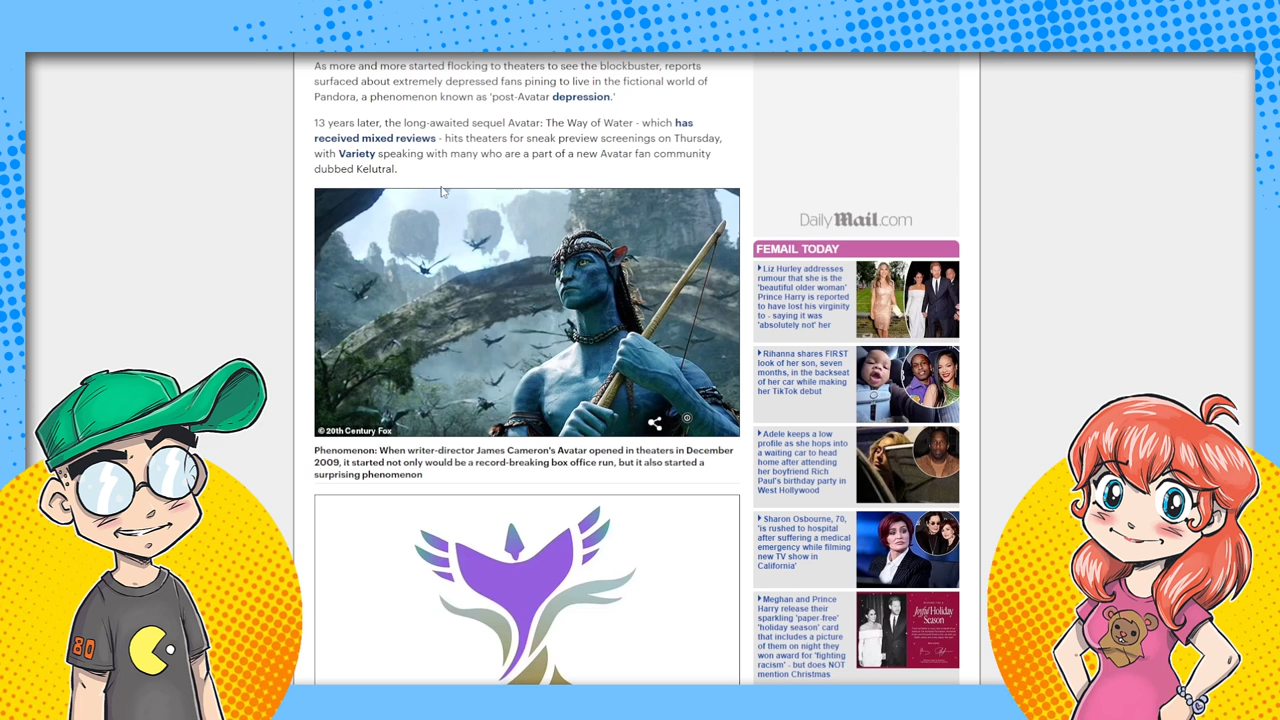 As more and more started flocking to theaters to see the blockbuster, reports
surfaced about extremely depressed fans pining to live in the fictional world of
Pandora, a phenomenon known as 'post-Avatar depression.'
13 years later, the long-awaited sequel Avatar: The Way of Water - which has
received mixed reviews - hits theaters for sneak preview screenings on Thursday,
with Variety speaking with many who are a part of a new Avatar fan community
dubbed Kelutral.
© 20th Century Fox
Phenomenon: When writer-director James Cameron's Avatar opened in theaters in December
2009, it started not only would be a record-breaking box office run, but it also started a
surprising phenomenon
DailyMail.com
FEMAIL TODAY
Liz Hurley addresses
rumour that she is the
'beautiful older woman'
Prince Harry is reported
to have lost his virginity
to - saying it was
'absolutely not' her
Rihanna shares FIRST
look of her son, seven
months, in the backseat
of her car while making
her TikTok debut
Adele keeps a low
profile as she hops into
a waiting car to head
home after attending
her boyfriend Rich
Paul's birthday party in
West Hollywood
Sharon Osbourne, 70,
'is rushed to hospital
after suffering a medical
emergency while filming
new TV show in
California'
Meghan and Prince
Harry release their
sparkling 'paper-free'
'holiday season' card
that includes a picture
of them on night they
won award for 'fighting
racism' - but does NOT
mention Christmas
Joyful Holiday
Season
80